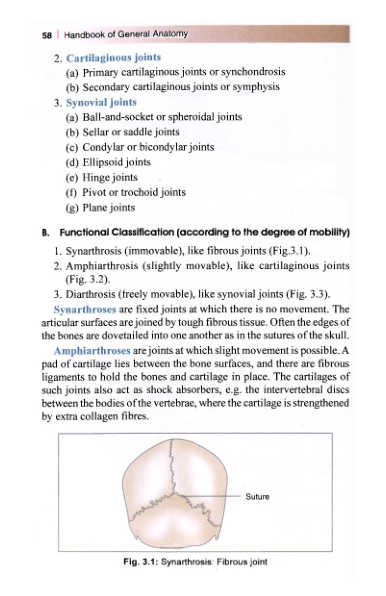 58 | Handbook of General Anatomy
2. Cartilaginous joints
(a) Primary cartilaginous joints or synchondrosis
(b) Secondary cartilaginous joints or symphysis
3. Synovial joints
(a) Ball-and-socket or spheroidal joints
(b) Sellar or saddle joints
(c) Condylar or bicondylar joints
(d) Ellipsoid joints
(e) Hinge joints
(f) Pivot or trochoid joints
(g) Plane joints
B. Functional Classification (according to the degree of mobility)
1. Synarthrosis (immovable), like fibrous joints (Fig.3.1).
2. Amphiarthrosis (slightly movable), like cartilaginous joints
(Fig. 3.2).
3. Diarthrosis (freely movable), like synovial joints (Fig. 3.3).
Synarthroses are fixed joints at which there is no movement. The
articular surfaces are joined by tough fibrous tissue. Often the edges of
the bones are dovetailed into one another as in the sutures of the skull.
Amphiarthroses are joints at which slight movement is possible. A
pad of cartilage lies between the bone surfaces, and there are fibrous
ligaments to hold the bones and cartilage in place. The cartilages of
such joints also act as shock absorbers, e.g. the intervertebral discs
between the bodies of the vertebrae, where the cartilage is strengthened
by extra collagen fibres.
Suture
Fig. 3.1: Synarthrosis: Fibrous joint